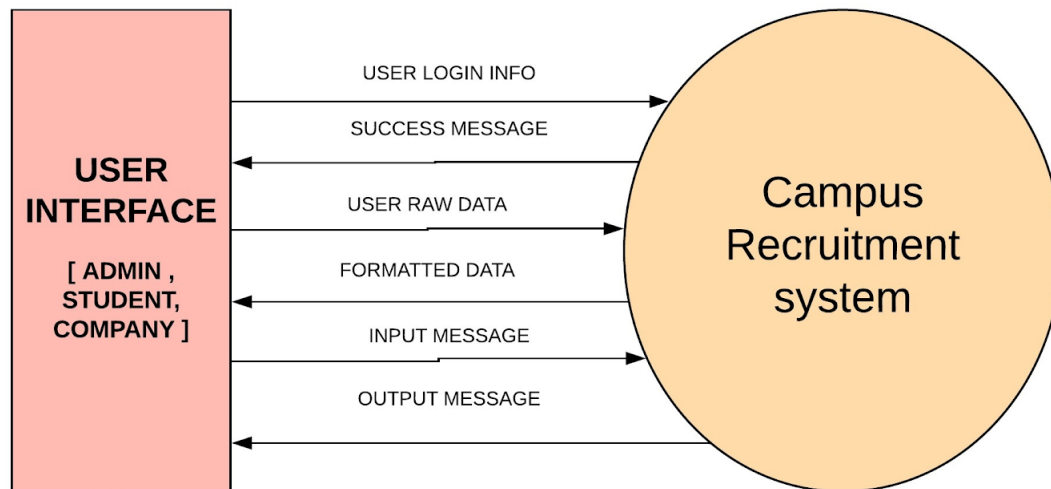 USER LOGIN INFO
SUCCESS MESSAGE
USER
INTERFACE
[ ADMIN ,
STUDENT,
COMPANY ]
USER RAW DATA
FORMATTED DATA
INPUT MESSAGE
OUTPUT MESSAGE
Campus
Recruitment
system